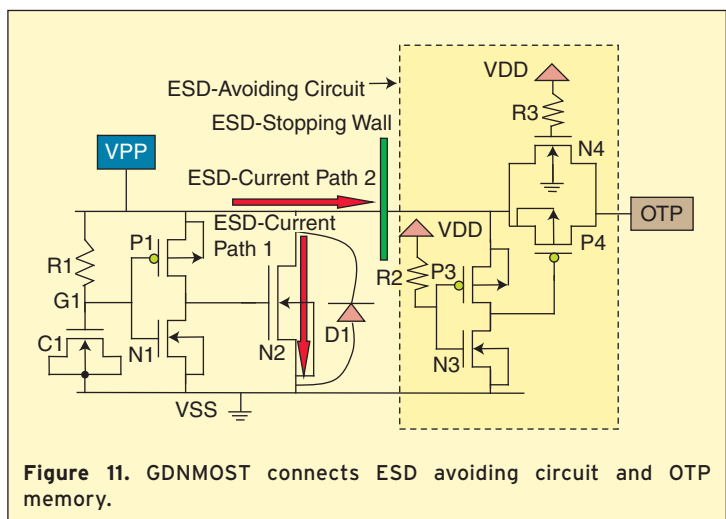 ESD-Avoiding Circuit
VDD
ESD-Stopping Wall
R3
VPP
N4
ESD-Current Path 2
OTP
ESD-Current
Path 1
P1
VDD
R1
R2
P3
P4
G1
D1
C1
N1
N2
N3
VSS
Figure 11. GDNMOST connects ESD avoiding circuit and OTP
memory.